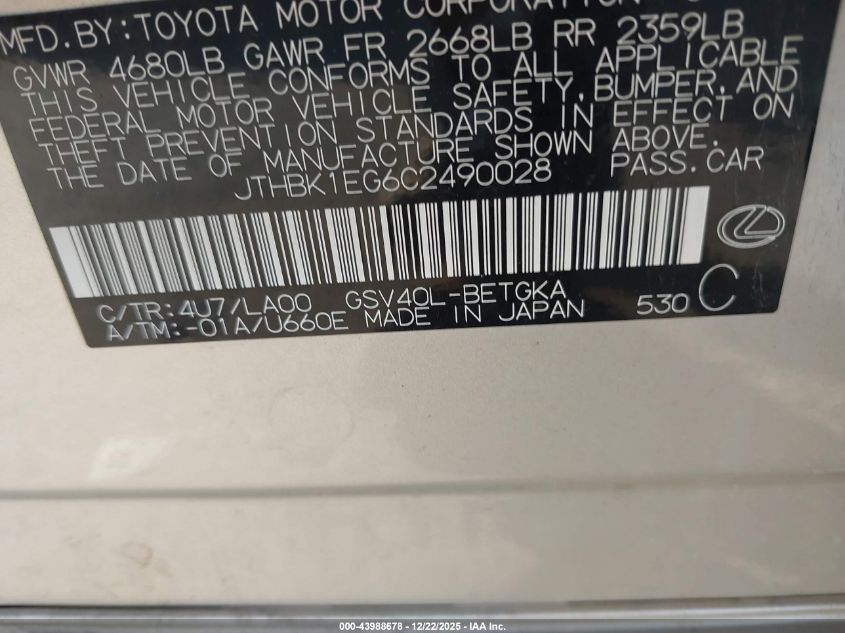 MFD.BY:TOYOTA MOTOR CORPORATION
GVWR 4680LB GAWR FR 2668LB RR 2359LB
THIS VEHICLE CONFORMS TO ALL APPLICABLE
FEDERAL MOTOR VEHICLE SAFETY,BUMPER,AND
THEFT PREVENTION STANDARDS IN EFFECT ON
THE DATE OF MANUFACTURE SHOWN ABOVE.
JTHBK1EG6C2490028 PASS.CAR
C/TR:4U7/LA00 GSV40L-BETGKA
A/TM:-01A/U660E MADE IN JAPAN 530 C
000-43988678 - 12/22/2025 - IAA Inc.